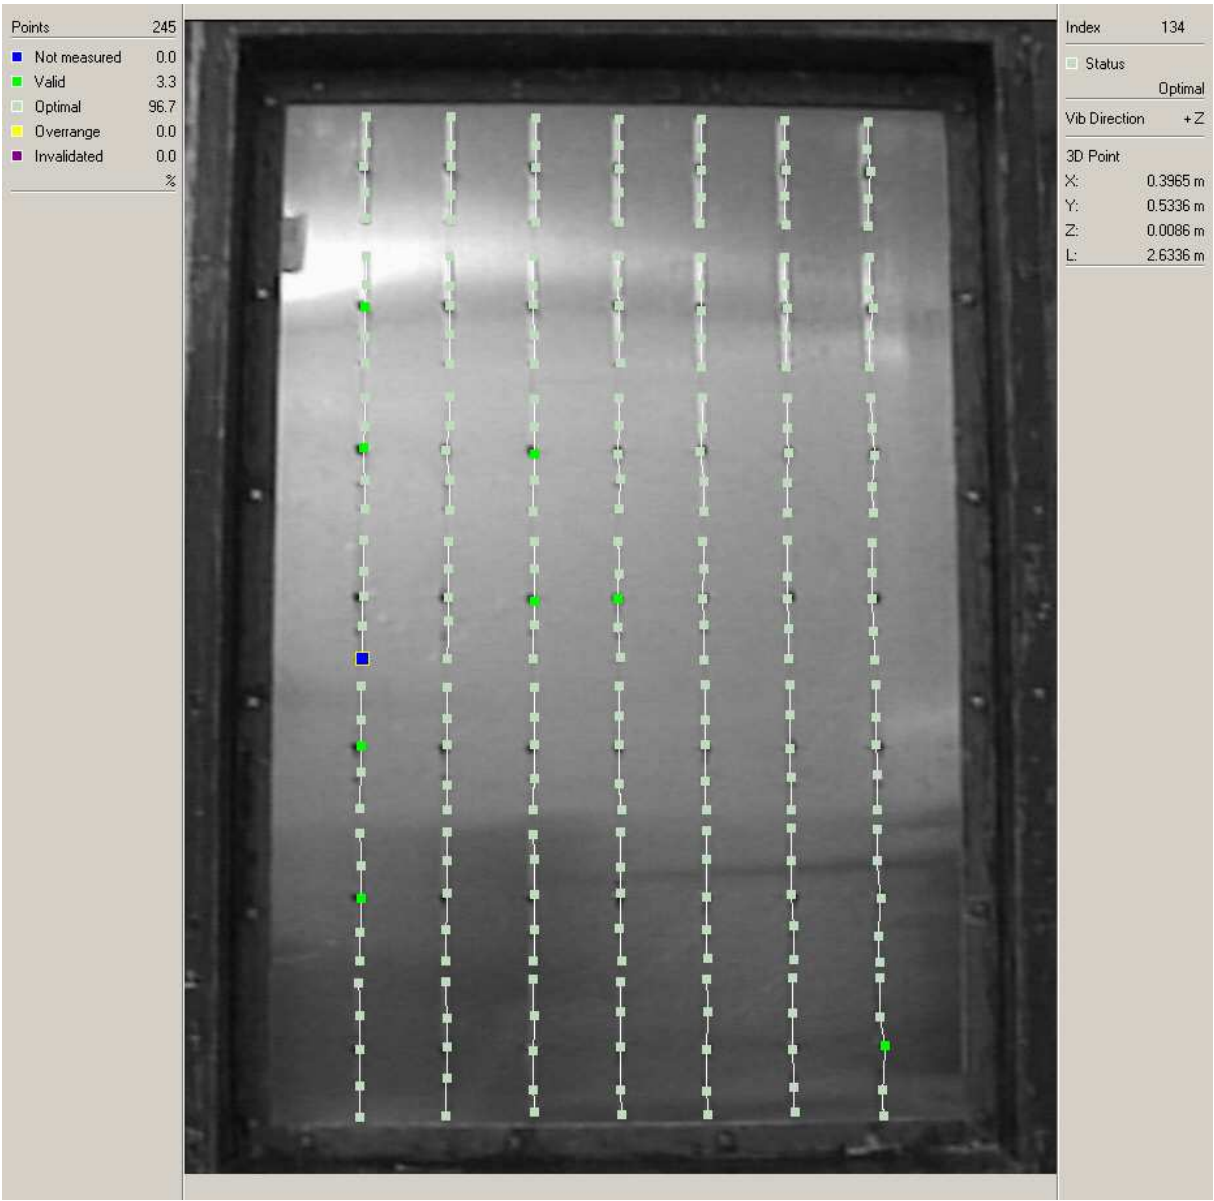 Points 245
Not measured 0.0
Valid 3.3
Optimal 96.7
Overrange 0.0
Invalidated 0.0
%
Index 134
Status
Optimal
Vib Direction + Z
3D Point
X: 0.3965 m
Y: 0.5336 m
Z: 0.0086 m
L: 2.6336 m